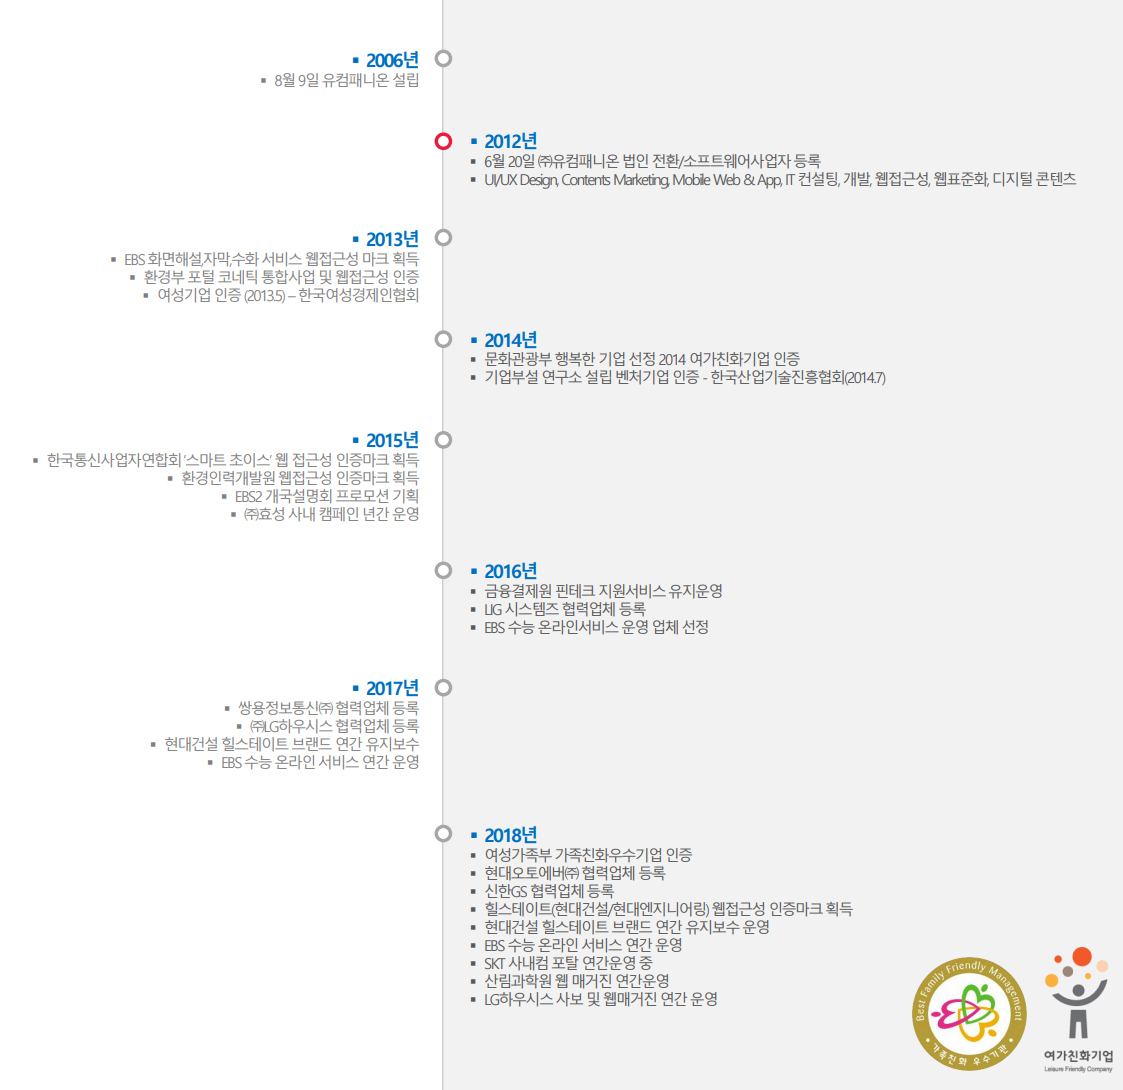 ▪ 2006년
▪ 8월 9일 유컴패니온 설립
▪ 2012년
▪ 6월 20일 ㈜유컴패니온 법인 전환/소프트웨어사업자 등록
▪ UI/UX Design, Contents Marketing, Mobile Web & App, IT 컨설팅, 개발, 웹접근성, 웹표준화, 디지털 콘텐츠
▪ 2013년
▪ EBS 화면해설,자막,수화 서비스 웹접근성 마크 획득
▪ 환경부 포털 코네틱 통합사업 및 웹접근성 인증
▪ 여성기업 인증 (2013.5) – 한국여성경제인협회
▪ 2014년
▪ 문화관광부 행복한 기업 선정 2014 여가친화기업 인증
▪ 기업부설 연구소 설립 벤처기업 인증 - 한국산업기술진흥협회(2014.7)
▪ 2015년
▪ 한국통신사업자연합회 ‘스마트 초이스’ 웹 접근성 인증마크 획득
▪ 환경인력개발원 웹접근성 인증마크 획득
▪ EBS2 개국설명회 프로모션 기획
▪ ㈜효성 사내 캠페인 년간 운영
▪ 2016년
▪ 금융결제원 핀테크 지원서비스 유지운영
▪ LIG 시스템즈 협력업체 등록
▪ EBS 수능 온라인서비스 운영 업체 선정
▪ 2017년
▪ 쌍용정보통신㈜ 협력업체 등록
▪ ㈜LG하우시스 협력업체 등록
▪ 현대건설 힐스테이트 브랜드 연간 유지보수
▪ EBS 수능 온라인 서비스 연간 운영
▪ 2018년
▪ 여성가족부 가족친화우수기업 인증
▪ 현대오토에버㈜ 협력업체 등록
▪ 신한GS 협력업체 등록
▪ 힐스테이트(현대건설/현대엔지니어링) 웹접근성 인증마크 획득
▪ 현대건설 힐스테이트 브랜드 연간 유지보수 운영
▪ EBS 수능 온라인 서비스 연간 운영
▪ SKT 사내컴 포탈 연간운영 중
▪ 산림과학원 웹 매거진 연간운영
▪ LG하우시스 사보 및 웹매거진 연간 운영
Best Family Friendly Management
가족친화 우수기관
여가친화기업
Leisure Friendly Company